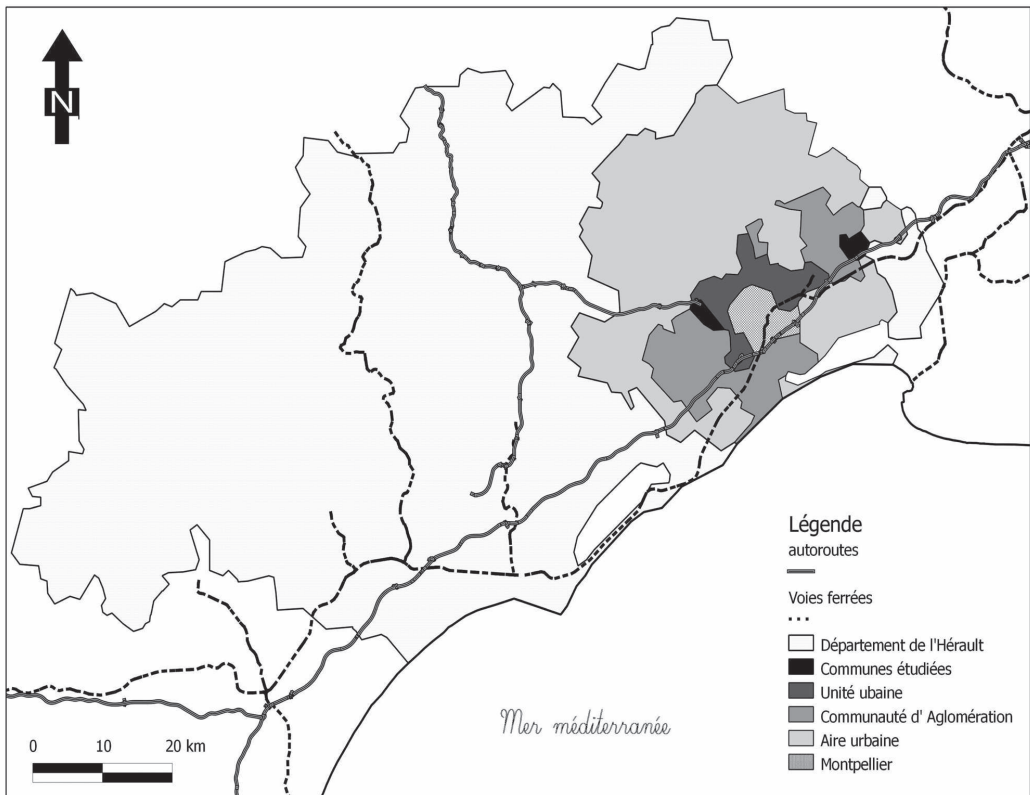 N
Légende
autoroutes
Voies ferrées
Département de l'Hérault
Communes étudiées
Unité ubaine
Communauté d' Aglomération
Aire urbaine
Montpellier
Mer méditerranée
0 10 20 km